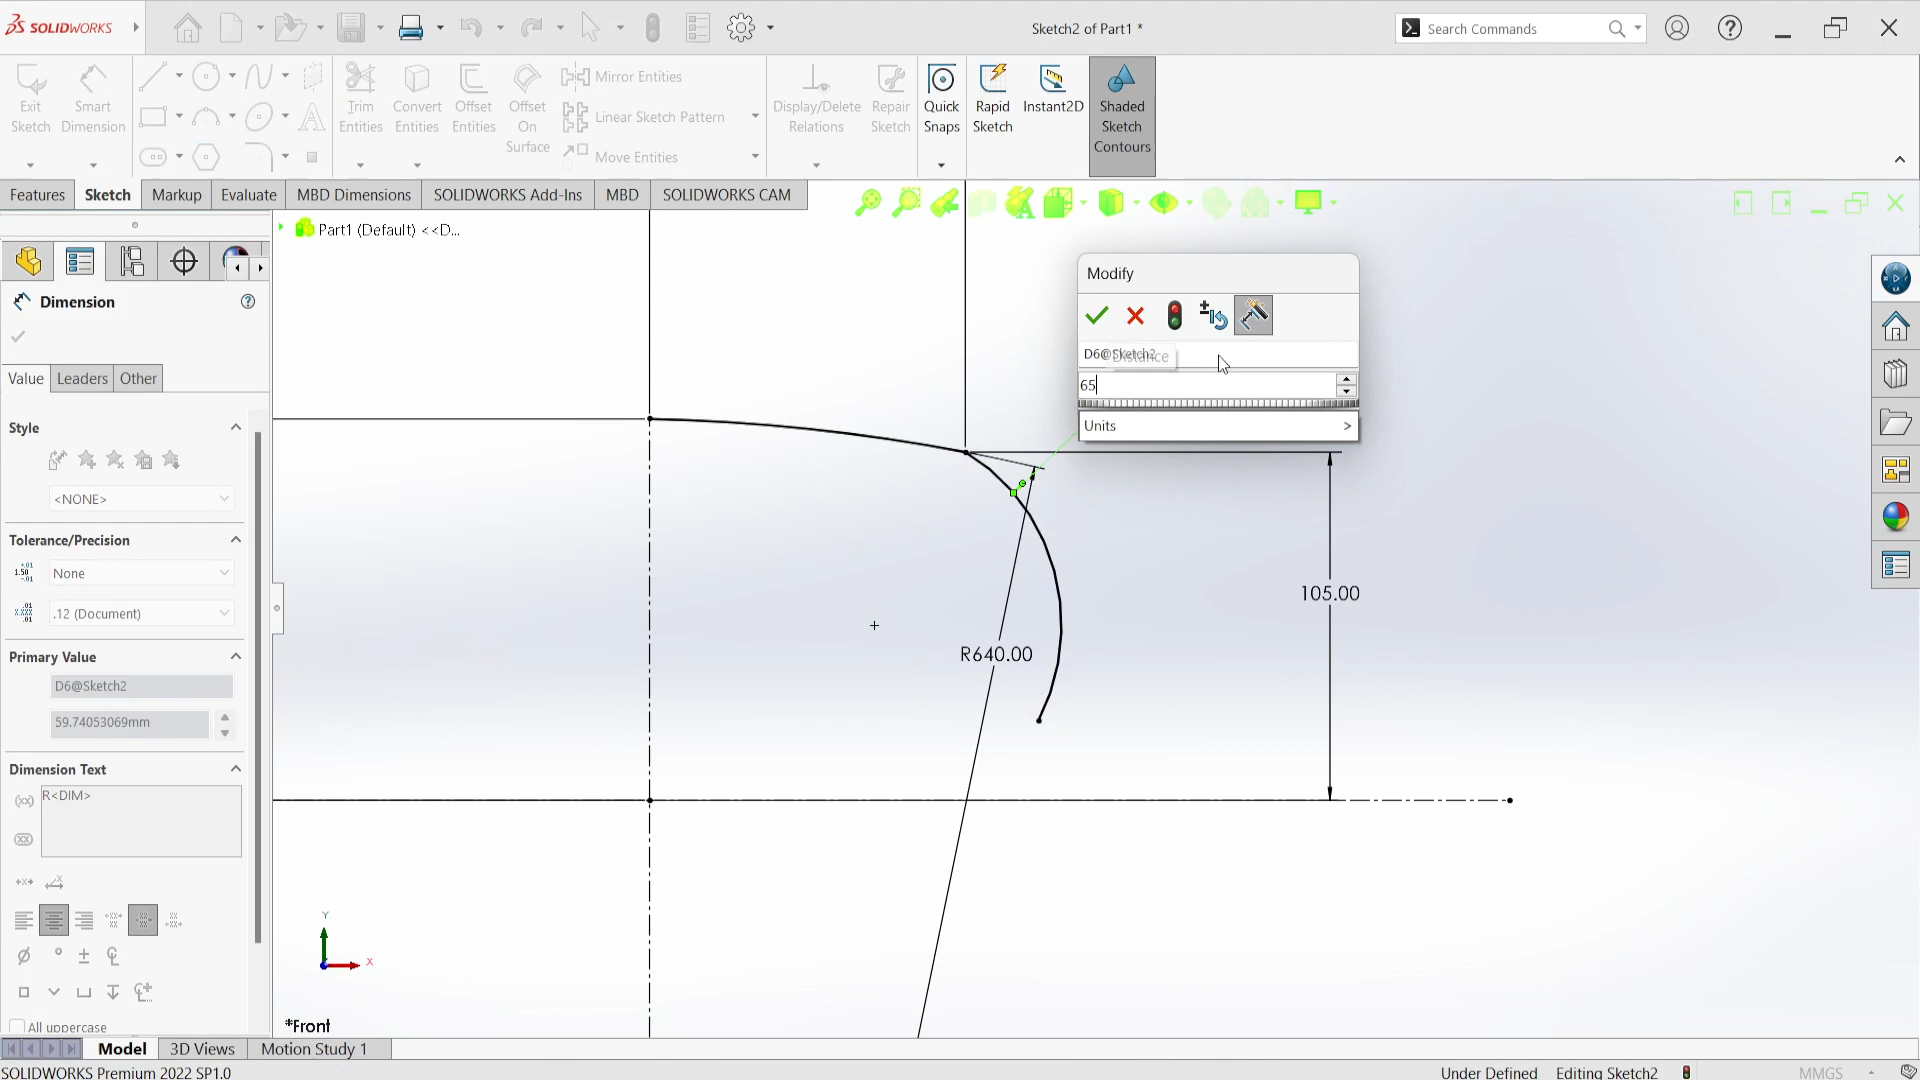 SOLIDWORKS
Sketch2 of Part1 *
Search Commands
Exit Sketch
Smart Dimension
Trim Entities
Convert Entities
Offset Entities
Offset On Surface
Mirror Entities
Linear Sketch Pattern
Move Entities
Display/Delete Relations
Repair Sketch
Quick Snaps
Rapid Sketch
Instant2D
Shaded Sketch Contours
Features
Sketch
Markup
Evaluate
MBD Dimensions
SOLIDWORKS Add-Ins
MBD
SOLIDWORKS CAM
Part1 (Default) <<D...
Dimension
Value
Leaders
Other
Style
<NONE>
Tolerance/Precision
None
.12 (Document)
Primary Value
D6@Sketch2
59.74053069mm
Dimension Text
R<DIM>
All uppercase
Modify
D6@Sketch2
Distance
65
Units
105.00
R640.00
Y
X
*Front
Model
3D Views
Motion Study 1
SOLIDWORKS Premium 2022 SP1.0
Under Defined
Editing Sketch2
MMGS